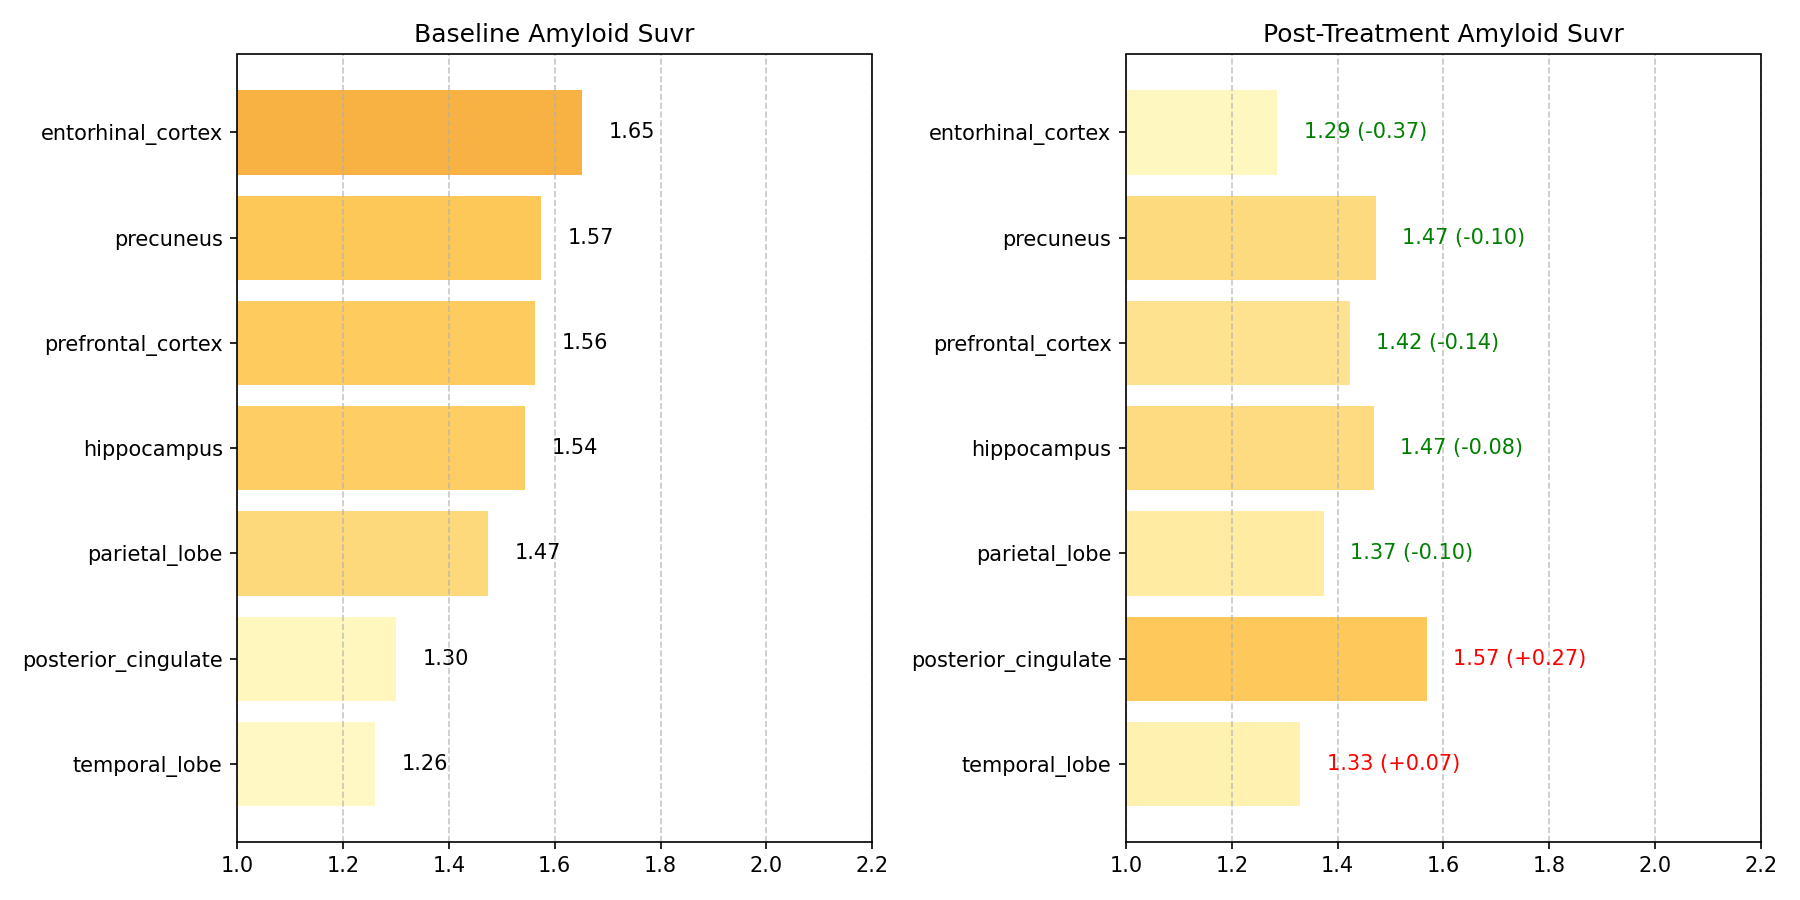 Baseline Amyloid Suvr
entorhinal_cortex 1.65
precuneus 1.57
prefrontal_cortex 1.56
hippocampus 1.54
parietal_lobe 1.47
posterior_cingulate 1.30
temporal_lobe 1.26
1.0 1.2 1.4 1.6 1.8 2.0 2.2
Post-Treatment Amyloid Suvr
entorhinal_cortex 1.29 (-0.37)
precuneus 1.47 (-0.10)
prefrontal_cortex 1.42 (-0.14)
hippocampus 1.47 (-0.08)
parietal_lobe 1.37 (-0.10)
posterior_cingulate 1.57 (+0.27)
temporal_lobe 1.33 (+0.07)
1.0 1.2 1.4 1.6 1.8 2.0 2.2